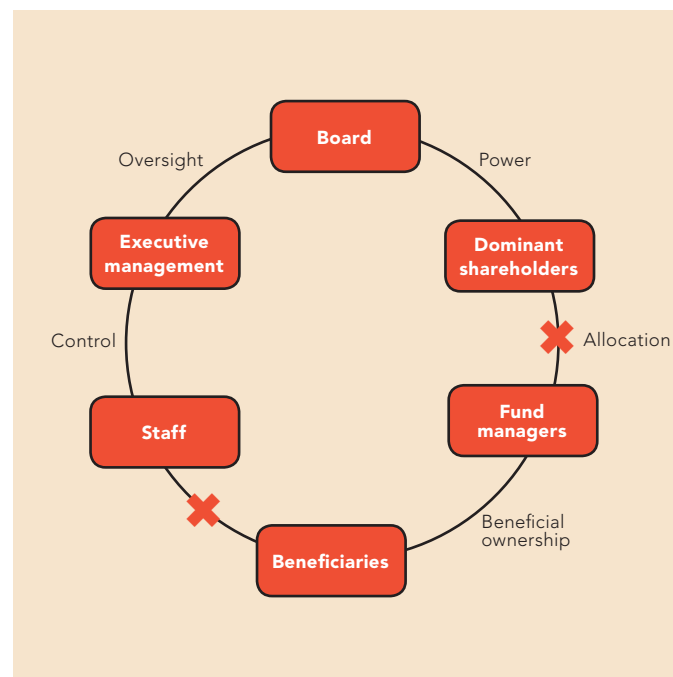 Board
Oversight
Power
Executive
management
Dominant
shareholders
Control
Allocation
Staff
Fund
managers
Beneficial
ownership
Beneficiaries